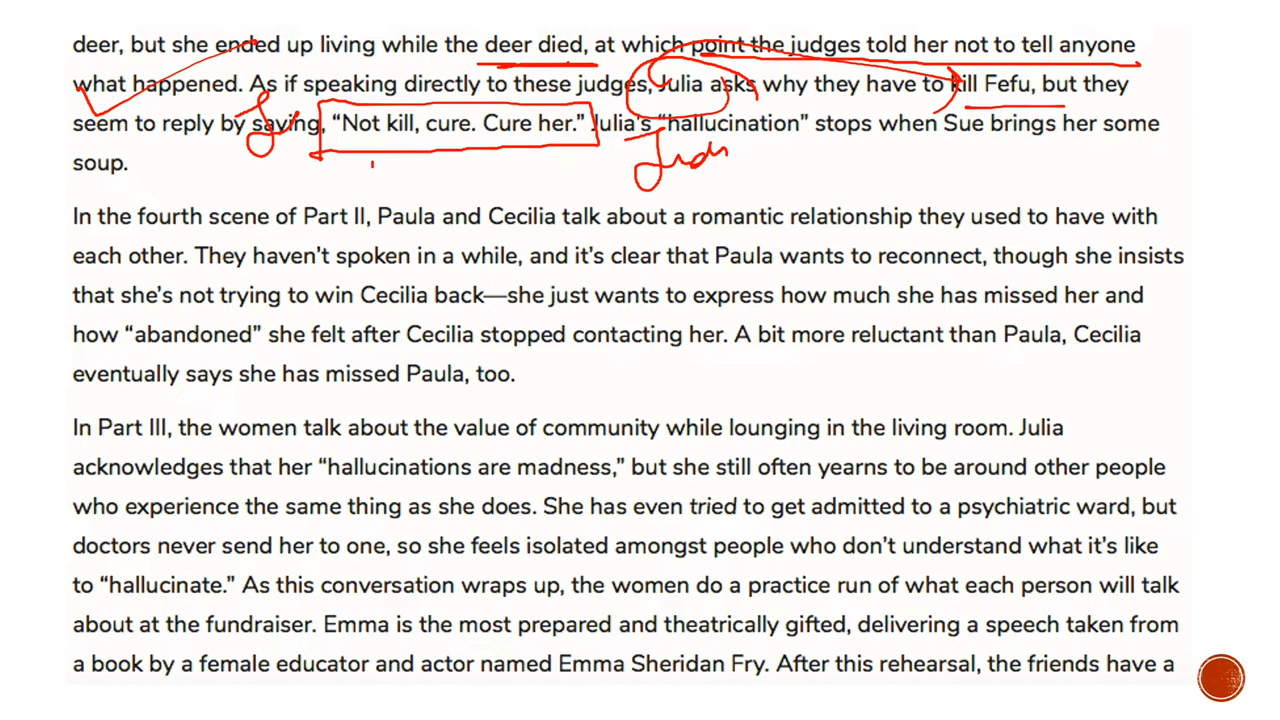 deer, but she ended up living while the deer died, at which point the judges told her not to tell anyone
what happened. As if speaking directly to these judges, Julia asks why they have to kill Fefu, but they
seem to reply by saying, “Not kill, cure. Cure her.” Julia’s “hallucination” stops when Sue brings her some
soup.
In the fourth scene of Part II, Paula and Cecilia talk about a romantic relationship they used to have with
each other. They haven’t spoken in a while, and it’s clear that Paula wants to reconnect, though she insists
that she’s not trying to win Cecilia back—she just wants to express how much she has missed her and
how “abandoned” she felt after Cecilia stopped contacting her. A bit more reluctant than Paula, Cecilia
eventually says she has missed Paula, too.
In Part III, the women talk about the value of community while lounging in the living room. Julia
acknowledges that her “hallucinations are madness,” but she still often yearns to be around other people
who experience the same thing as she does. She has even tried to get admitted to a psychiatric ward, but
doctors never send her to one, so she feels isolated amongst people who don’t understand what it’s like
to “hallucinate.” As this conversation wraps up, the women do a practice run of what each person will talk
about at the fundraiser. Emma is the most prepared and theatrically gifted, delivering a speech taken from
a book by a female educator and actor named Emma Sheridan Fry. After this rehearsal, the friends have a